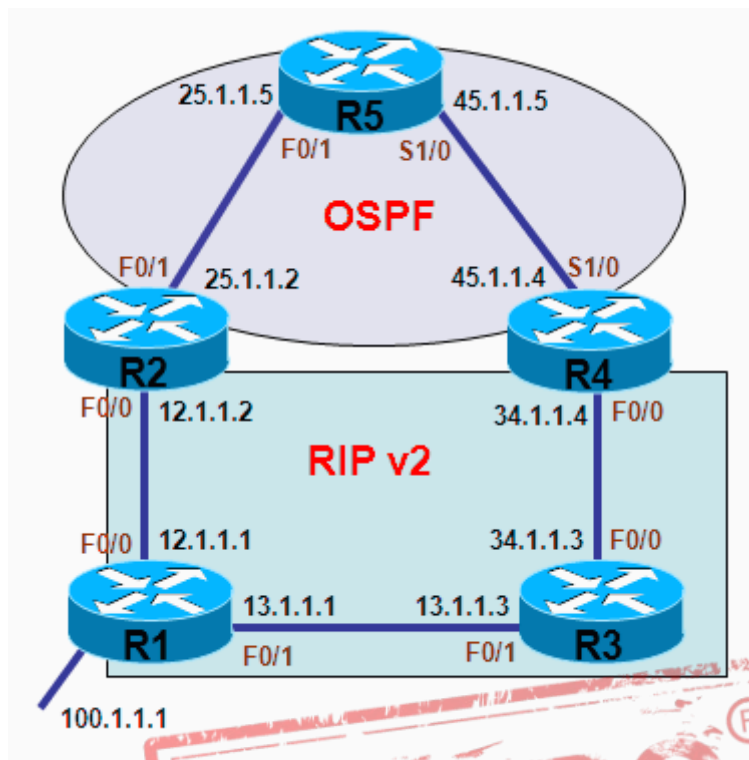 25.1.1.5
R5
45.1.1.5
F0/1
S1/0
OSPF
F0/1
25.1.1.2
45.1.1.4
S1/0
R2
R4
F0/0
12.1.1.2
34.1.1.4
F0/0
RIP v2
F0/0
12.1.1.1
34.1.1.3
F0/0
R1
13.1.1.1
13.1.1.3
R3
F0/1
F0/1
100.1.1.1